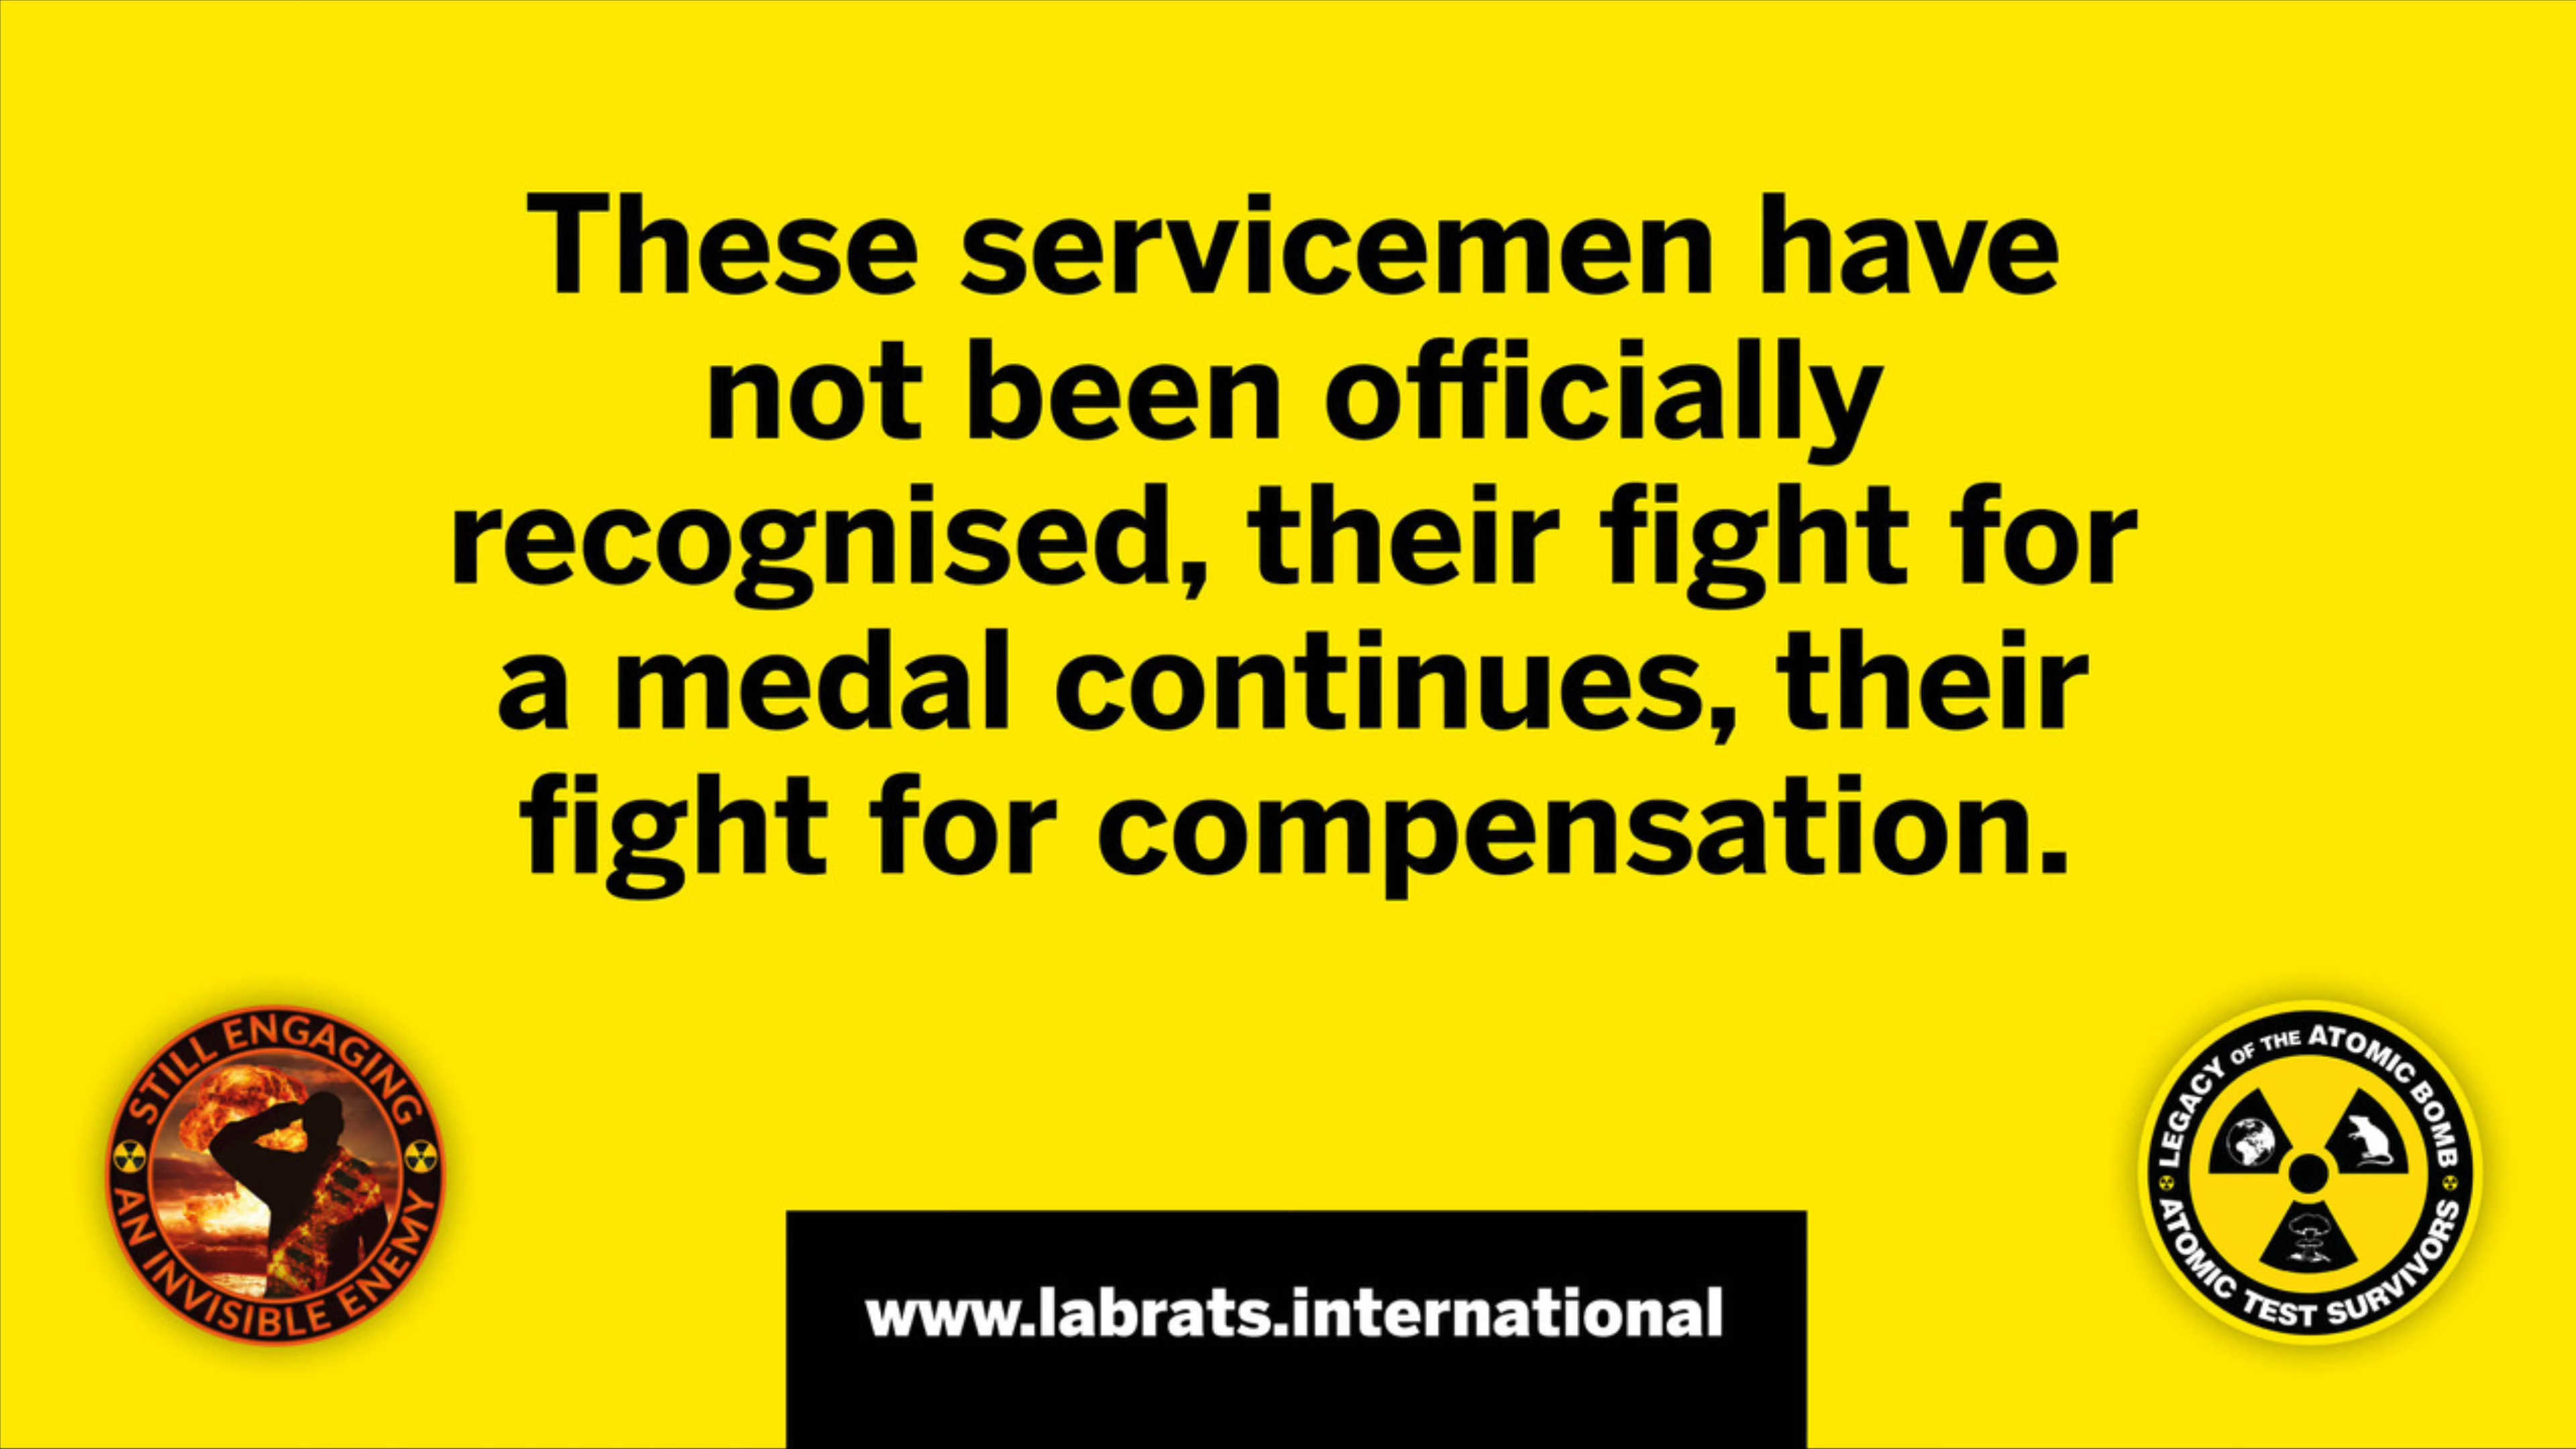 These servicemen have
not been officially
recognised, their fight for
a medal continues, their
fight for compensation.
STILL ENGAGING
AN INVISIBLE ENEMY
LEGACY OF THE ATOMIC BOMB
ATOMIC TEST SURVIVORS
www.labrats.international